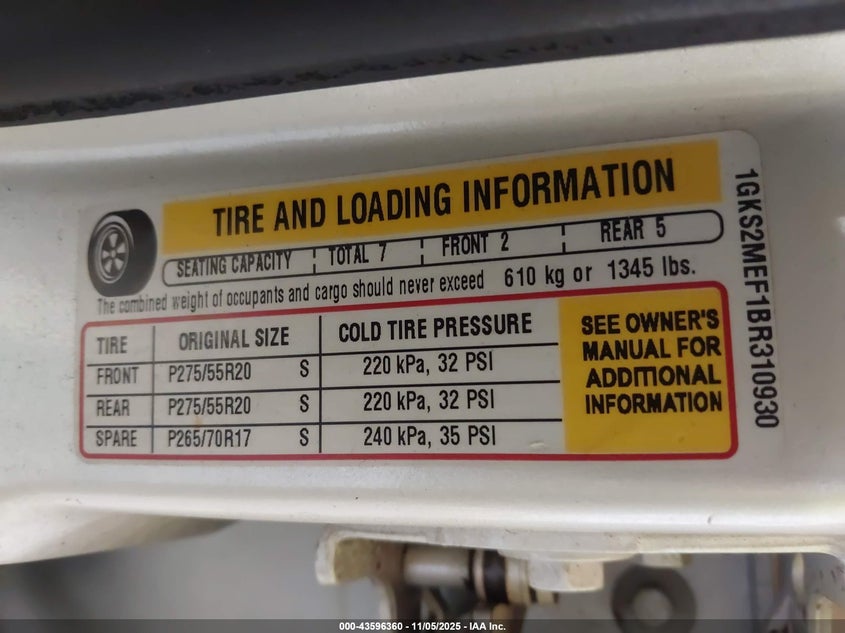 TIRE AND LOADING INFORMATION
SEATING CAPACITY TOTAL 7 FRONT 2 REAR 5
The combined weight of occupants and cargo should never exceed 610 kg or 1345 lbs.
TIRE ORIGINAL SIZE COLD TIRE PRESSURE
FRONT P275/55R20 S 220 kPa, 32 PSI
REAR P275/55R20 S 220 kPa, 32 PSI
SPARE P265/70R17 S 240 kPa, 35 PSI
SEE OWNER'S
MANUAL FOR
ADDITIONAL
INFORMATION
1GKS2MEF1BR310930
000-43596360 - 11/05/2025 - IAA Inc.